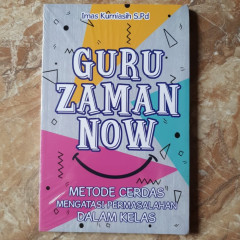 Imas Kurniasih S.Pd
GURU
ZAMAN
NOW
METODE CERDAS
MENGATASI PERMASALAHAN
DALAM KELAS